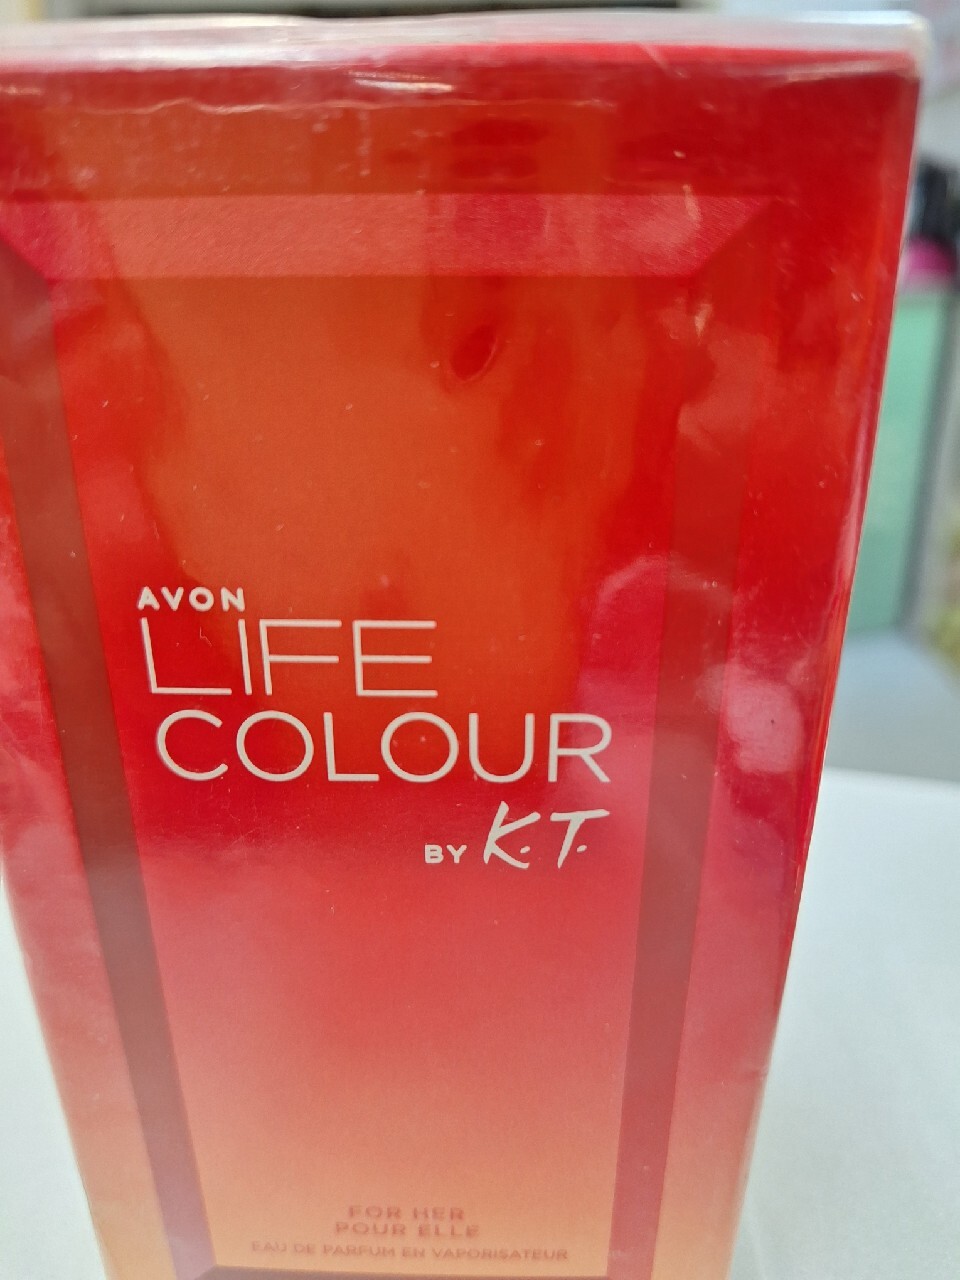 AVON
LIFE
COLOUR
BY K.T.
FOR HER
POUR ELLE
EAU DE PARFUM EN VAPORISATEUR